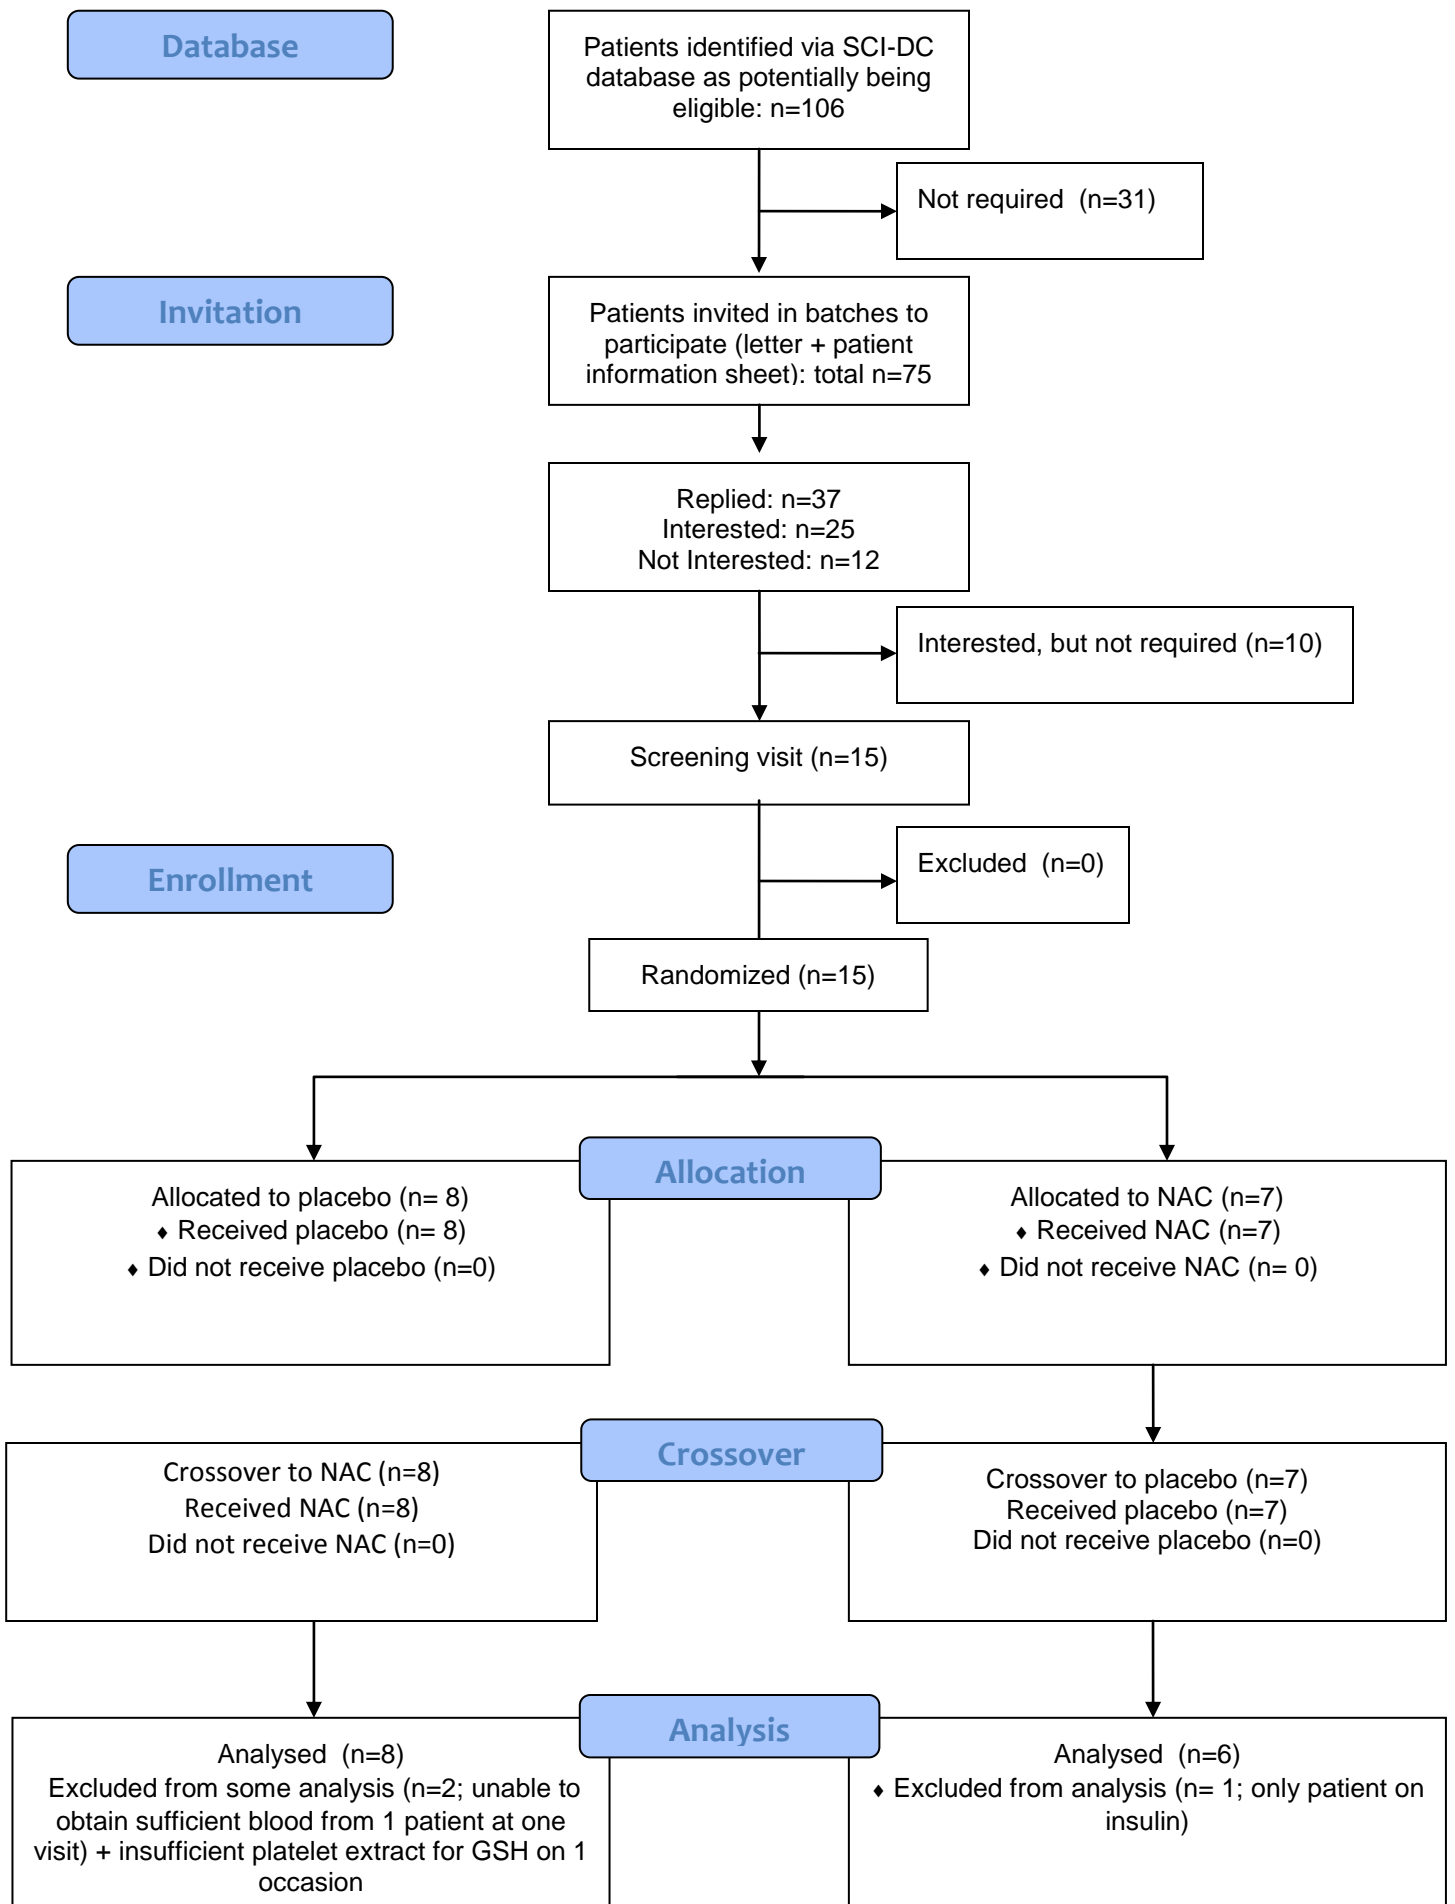 Database
Patients identified via SCI-DC
database as potentially being
eligible: n=106
Not required  (n=31)
Invitation
Patients invited in batches to
participate (letter + patient
information sheet): total n=75
Replied: n=37
Interested: n=25
Not Interested: n=12
Interested, but not required (n=10)
Screening visit (n=15)
Enrollment
Excluded  (n=0)
Randomized (n=15)
Allocation
Allocated to placebo (n= 8)
♦ Received placebo (n= 8)
♦ Did not receive placebo (n=0)
Allocated to NAC (n=7)
♦ Received NAC (n=7)
♦ Did not receive NAC (n= 0)
Crossover
Crossover to NAC (n=8)
Received NAC (n=8)
Did not receive NAC (n=0)
Crossover to placebo (n=7)
Received placebo (n=7)
Did not receive placebo (n=0)
Analysis
Analysed  (n=8)
Excluded from some analysis (n=2; unable to
obtain sufficient blood from 1 patient at one
visit) + insufficient platelet extract for GSH on 1
occasion
Analysed  (n=6)
♦ Excluded from analysis (n= 1; only patient on
insulin)